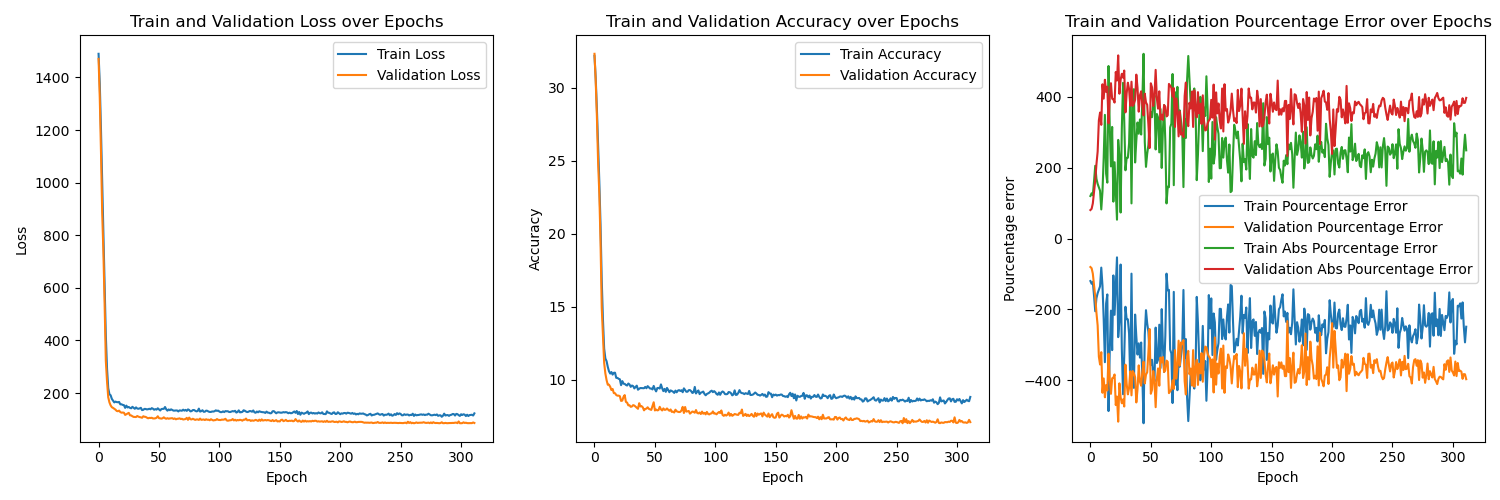 Train and Validation Loss over Epochs
Train Loss
Validation Loss
1400
1200
1000
800
600
400
200
Loss
0
50
100
150
200
250
300
Epoch
Train and Validation Accuracy over Epochs
Train Accuracy
Validation Accuracy
30
25
20
15
10
Accuracy
0
50
100
150
200
250
300
Epoch
Train and Validation Pourcentage Error over Epochs
400
200
0
−200
−400
Pourcentage error
Train Pourcentage Error
Validation Pourcentage Error
Train Abs Pourcentage Error
Validation Abs Pourcentage Error
0
50
100
150
200
250
300
Epoch